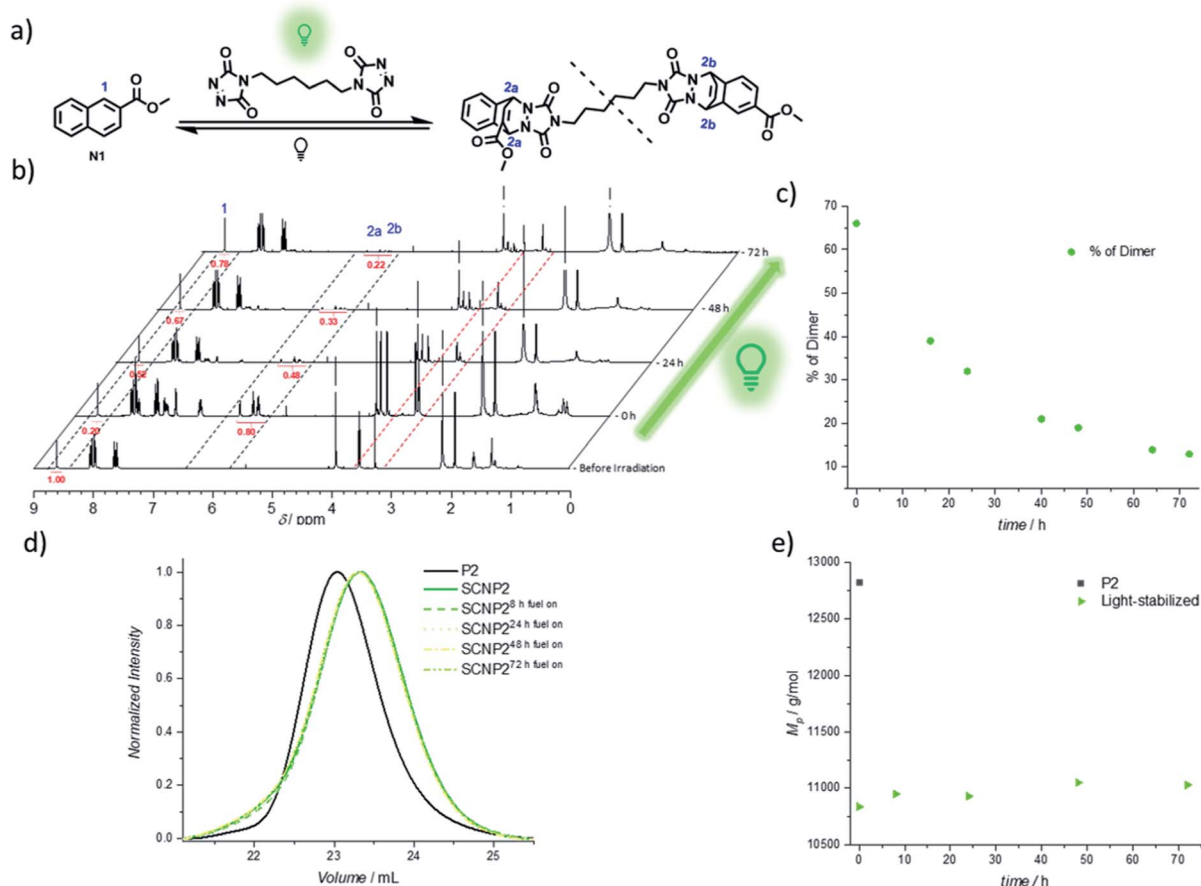 a)
1
N1
2a
2a
2b
2b
b)
1
2a 2b
0.78
0.22
- 72 h
0.67
0.33
- 48 h
0.52
0.48
- 24 h
0.20
0.80
- 0 h
1.00
- Before Irradiation
9 8 7 6 5 4 3 2 1 0
δ / ppm
c)
% of Dimer
70
60
50
40
30
20
10
% of Dimer
0 10 20 30 40 50 60 70
time / h
d)
Normalized Intensity
1.0
0.8
0.6
0.4
0.2
0.0
P2
SCNP2
SCNP2 8 h fuel on
SCNP2 24 h fuel on
SCNP2 48 h fuel on
SCNP2 72 h fuel on
22 23 24 25
Volume / mL
e)
Mp / g/mol
13000
12500
12000
11500
11000
10500
P2
Light-stabilized
0 10 20 30 40 50 60 70
time / h